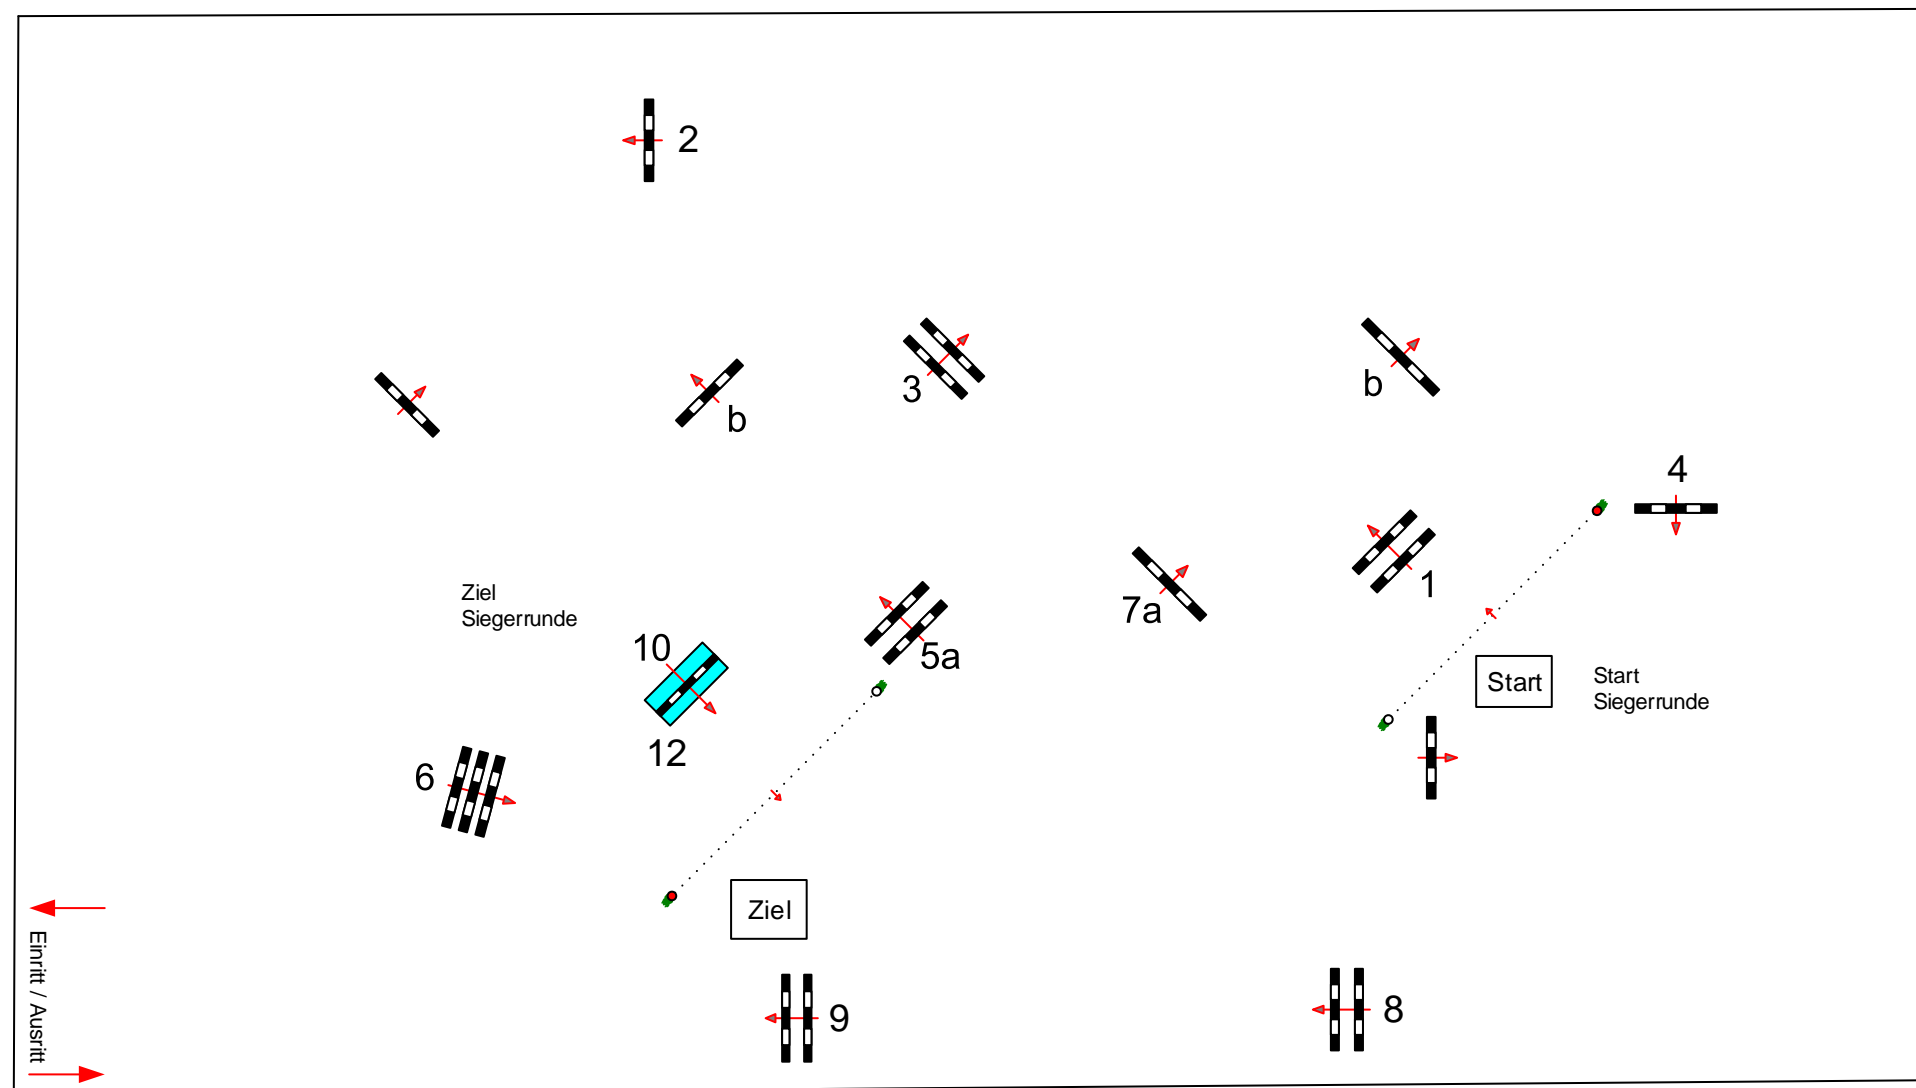 2
3
b
b
4
1
7a
Ziel
Siegerrunde
10
5a
12
Start
Start
Siegerrunde
6
Ziel
9
8
Einritt / Ausritt